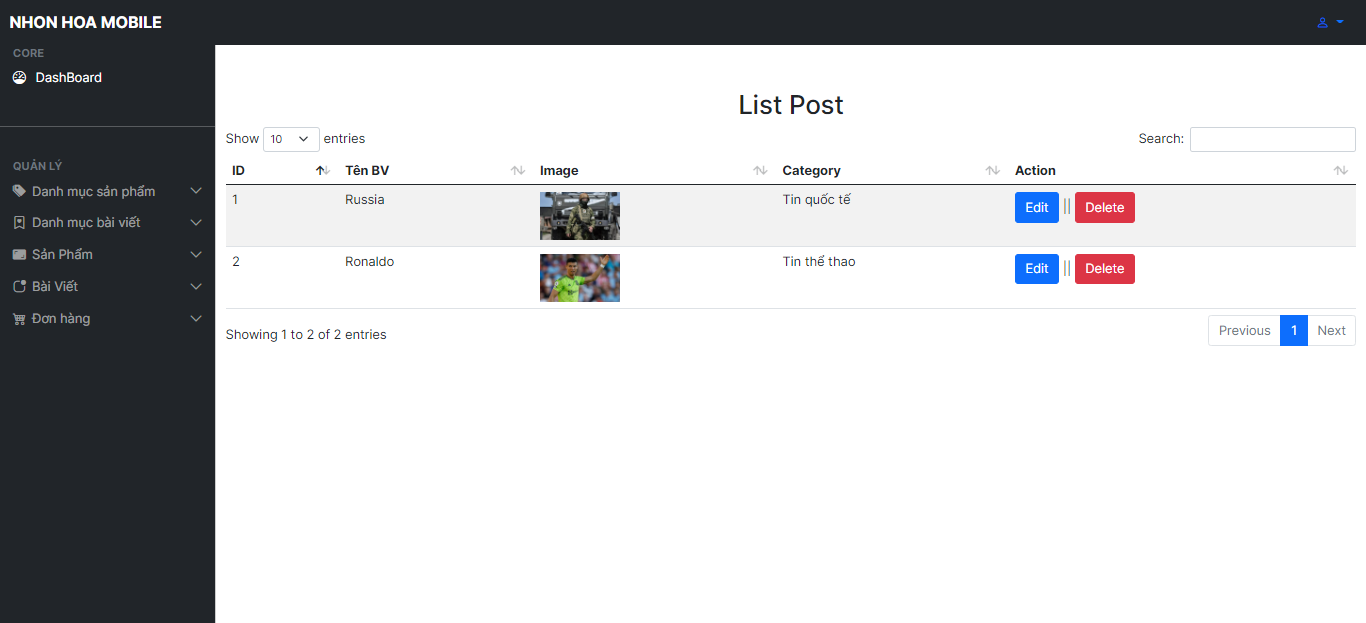 NHON HOA MOBILE
CORE
DashBoard
QUẢN LÝ
Danh mục sản phẩm
Danh mục bài viết
Sản Phẩm
Bài Viết
Đơn hàng
List Post
Show 10 entries
Search:
ID Tên BV Image Category Action
1 Russia Tin quốc tế Edit || Delete
2 Ronaldo Tin thể thao Edit || Delete
Showing 1 to 2 of 2 entries
Previous 1 Next